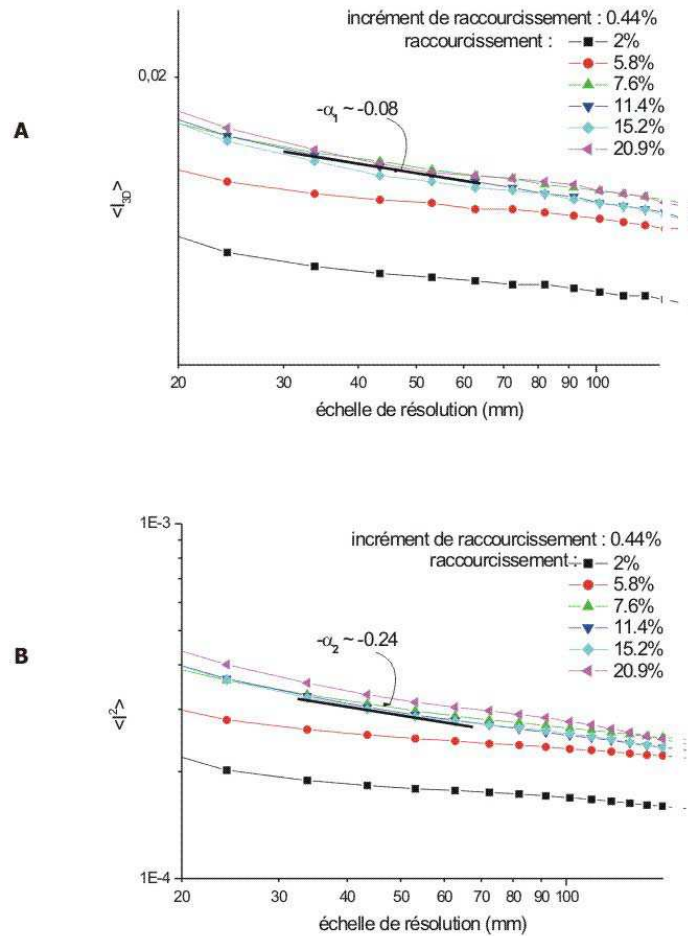 incrément de raccourcissement : 0.44%
raccourcissement :
2%
5.8%
7.6%
11.4%
15.2%
20.9%
0,02
A
-α₁ ~ -0.08
<I₃D>
20
30
40
50
60
70
80
90
100
échelle de résolution (mm)
1E-3
incrément de raccourcissement : 0.44%
raccourcissement :
2%
5.8%
7.6%
11.4%
15.2%
20.9%
B
-α₂ ~ -0.24
<I²>
1E-4
20
30
40
50
60
70
80
90
100
échelle de résolution (mm)